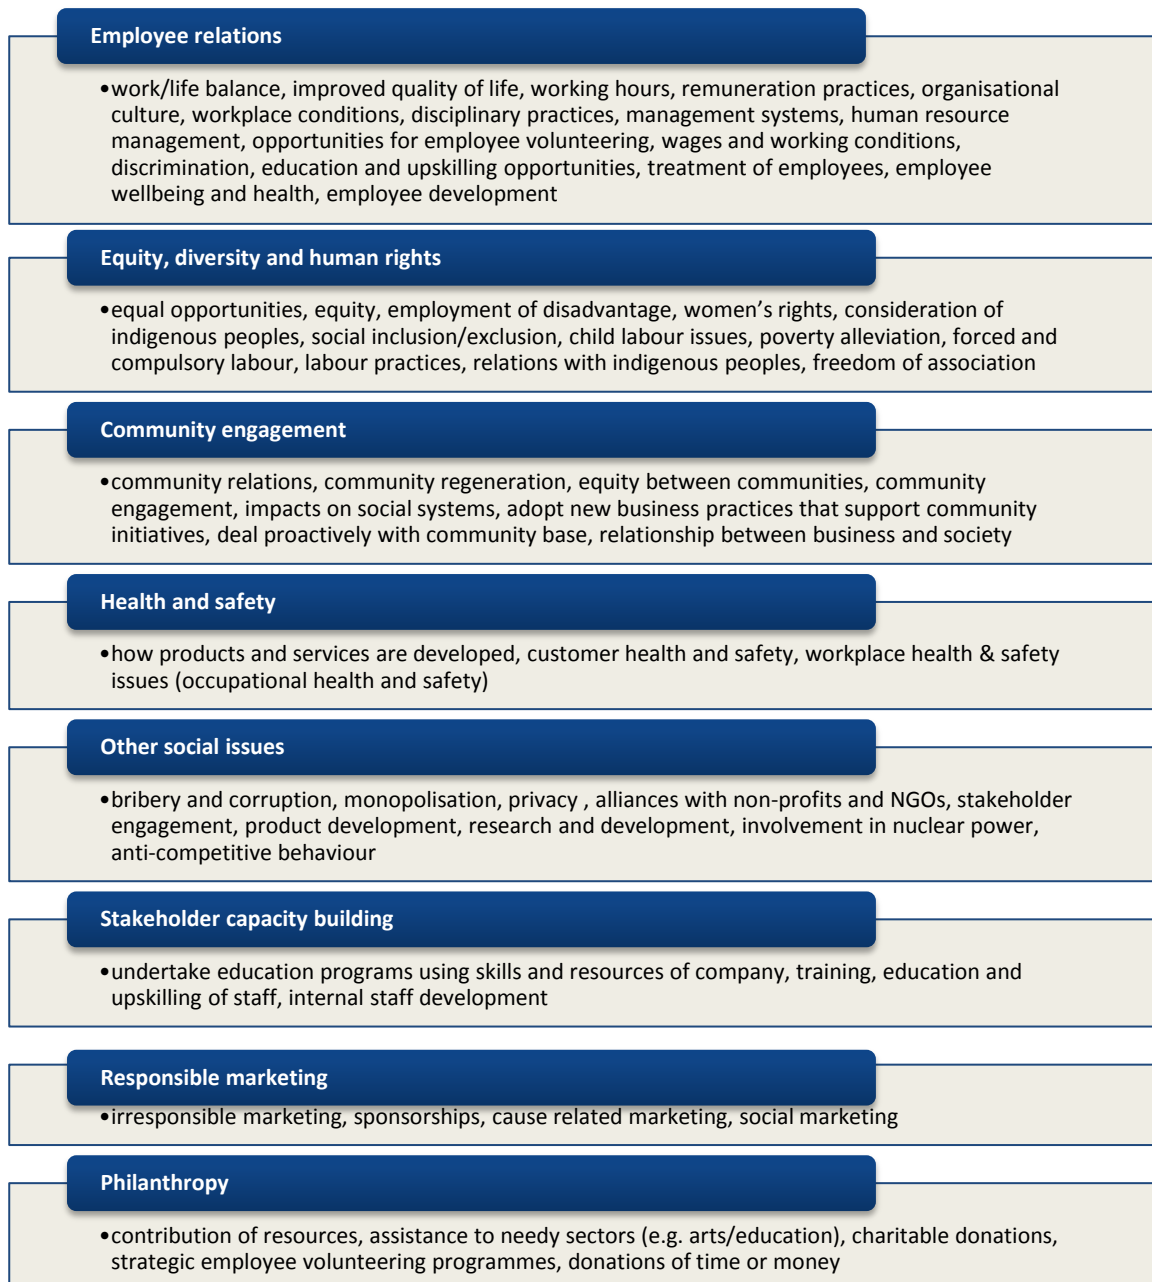 Employee relations
•work/life balance, improved quality of life, working hours, remuneration practices, organisational
culture, workplace conditions, disciplinary practices, management systems, human resource
management, opportunities for employee volunteering, wages and working conditions,
discrimination, education and upskilling opportunities, treatment of employees, employee
wellbeing and health, employee development
Equity, diversity and human rights
•equal opportunities, equity, employment of disadvantage, women’s rights, consideration of
indigenous peoples, social inclusion/exclusion, child labour issues, poverty alleviation, forced and
compulsory labour, labour practices, relations with indigenous peoples, freedom of association
Community engagement
•community relations, community regeneration, equity between communities, community
engagement, impacts on social systems, adopt new business practices that support community
initiatives, deal proactively with community base, relationship between business and society
Health and safety
•how products and services are developed, customer health and safety, workplace health & safety
issues (occupational health and safety)
Other social issues
•bribery and corruption, monopolisation, privacy , alliances with non-profits and NGOs, stakeholder
engagement, product development, research and development, involvement in nuclear power,
anti-competitive behaviour
Stakeholder capacity building
•undertake education programs using skills and resources of company, training, education and
upskilling of staff, internal staff development
Responsible marketing
•irresponsible marketing, sponsorships, cause related marketing, social marketing
Philanthropy
•contribution of resources, assistance to needy sectors (e.g. arts/education), charitable donations,
strategic employee volunteering programmes, donations of time or money